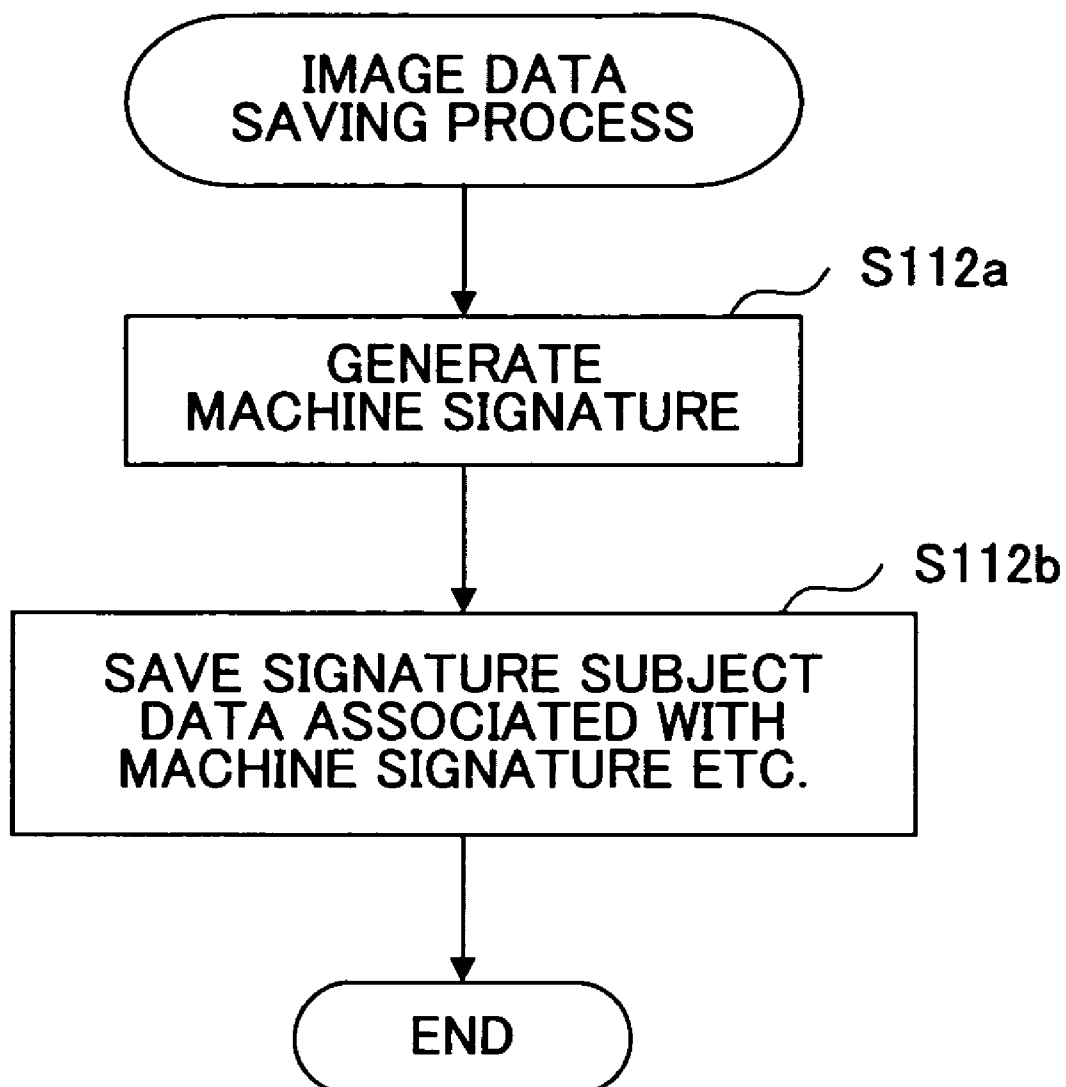 IMAGE DATA
SAVING PROCESS
S112a
GENERATE
MACHINE SIGNATURE
S112b
SAVE SIGNATURE SUBJECT
DATA ASSOCIATED WITH
MACHINE SIGNATURE ETC.
END